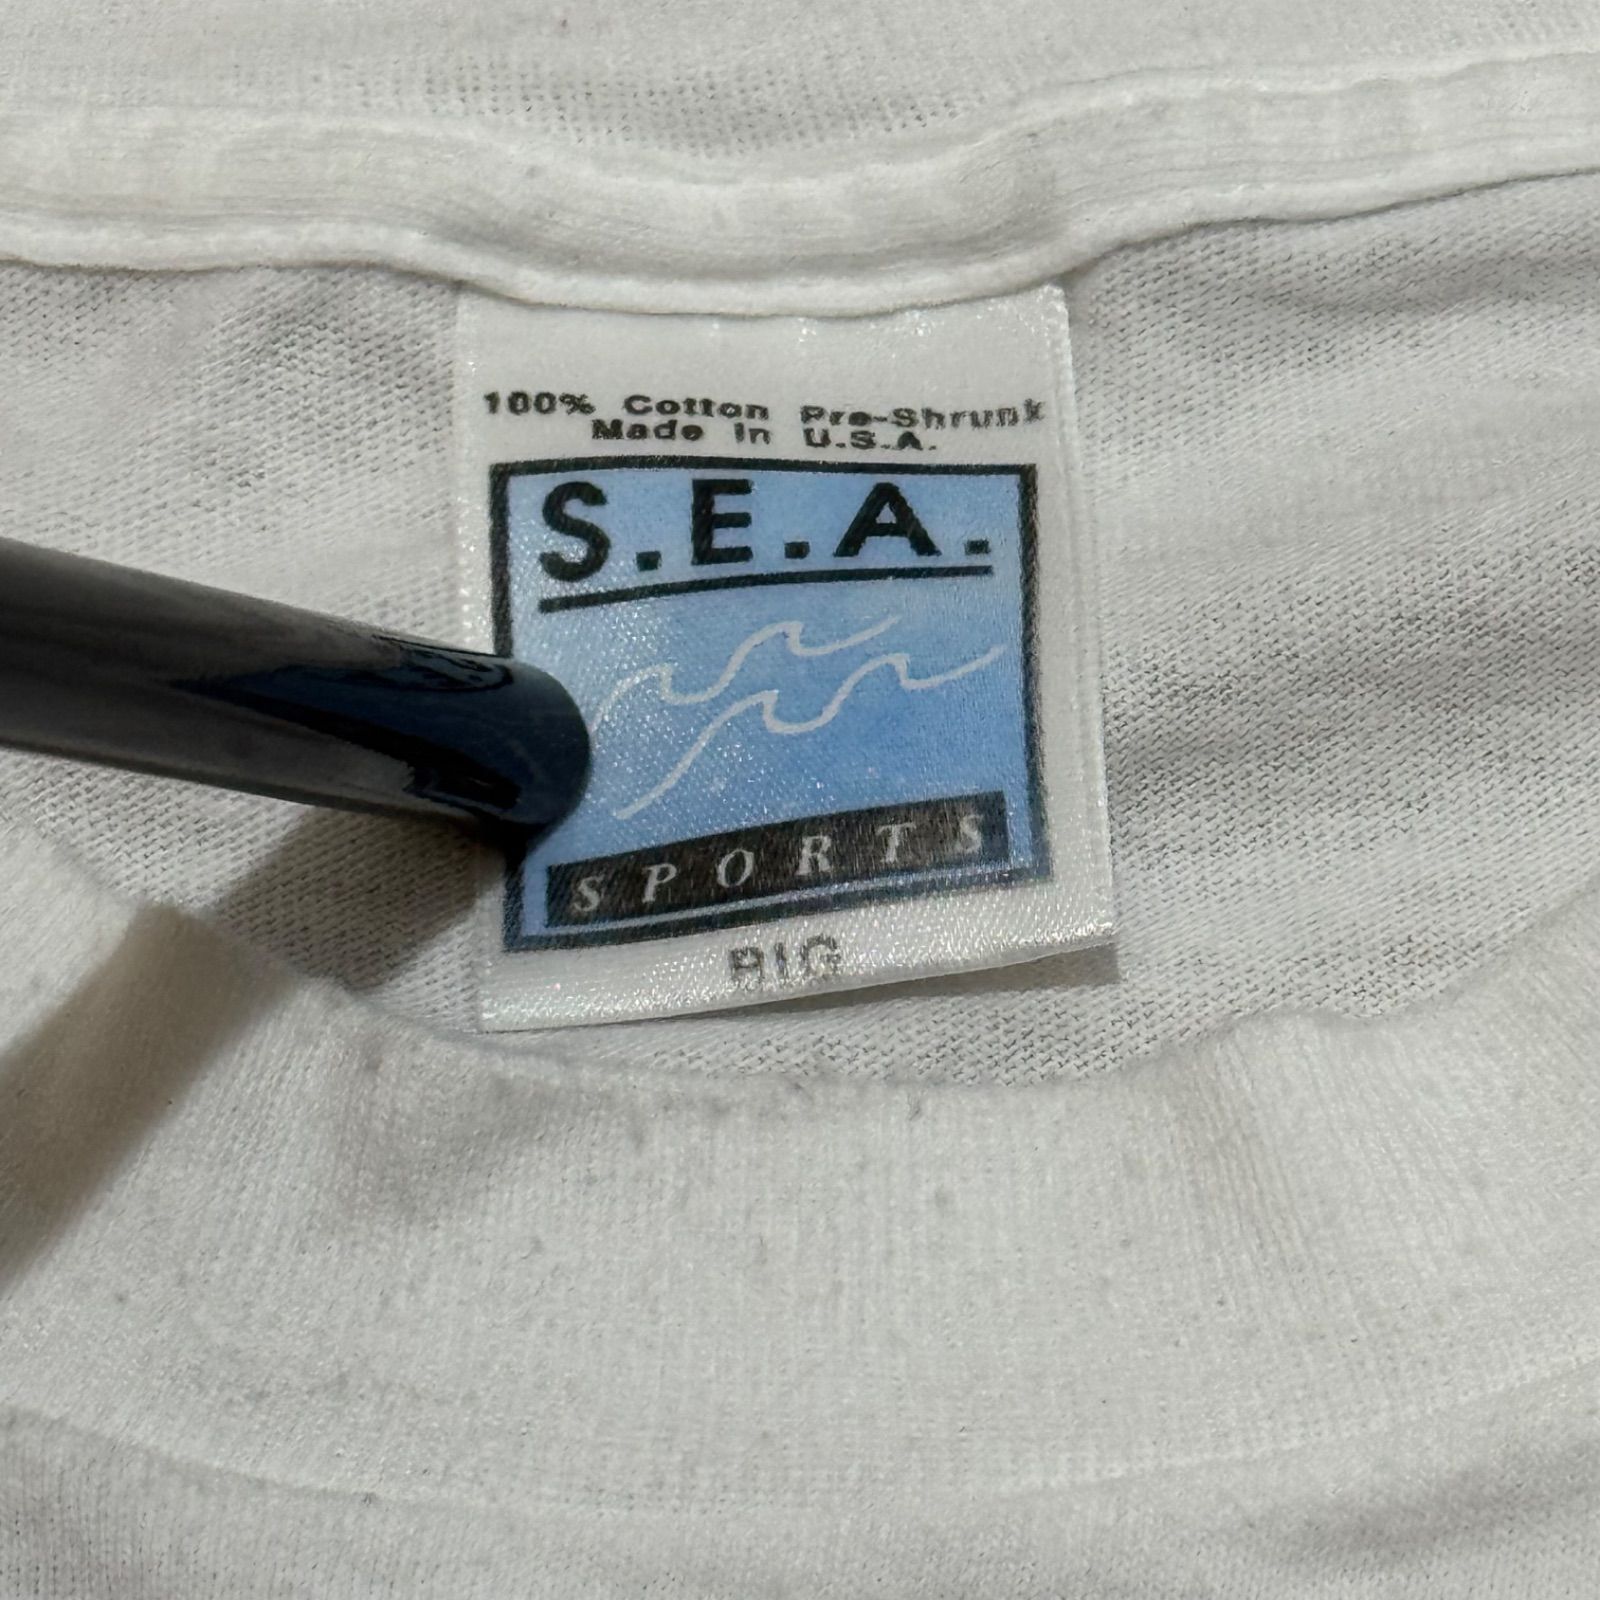 100% Cotton Pre-Shrunk
Made In U.S.A.
S.E.A.
SPORTS
BIG